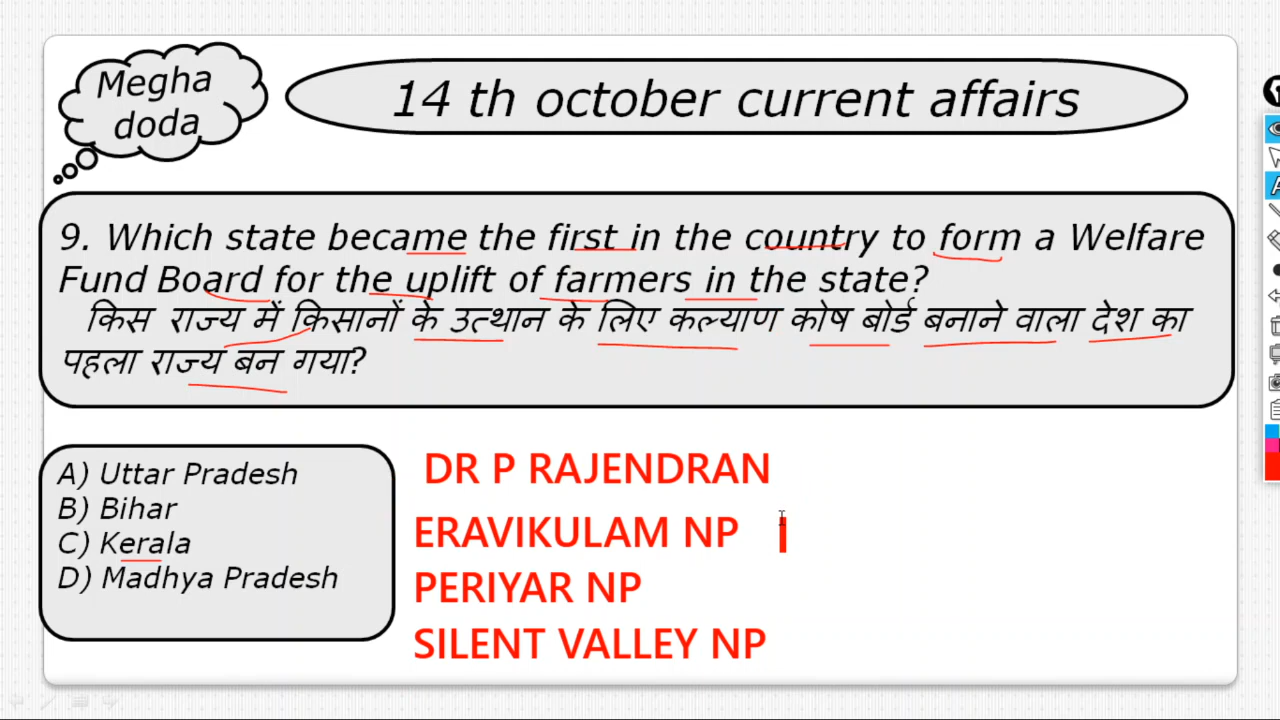 Megha
doda
14 th october current affairs
9. Which state became the first in the country to form a Welfare
Fund Board for the uplift of farmers in the state?
किस राज्य में किसानों के उत्थान के लिए कल्याण कोष बोर्ड बनाने वाला देश का
पहला राज्य बन गया?
A) Uttar Pradesh
B) Bihar
C) Kerala
D) Madhya Pradesh
DR P RAJENDRAN
ERAVIKULAM NP
PERIYAR NP
SILENT VALLEY NP